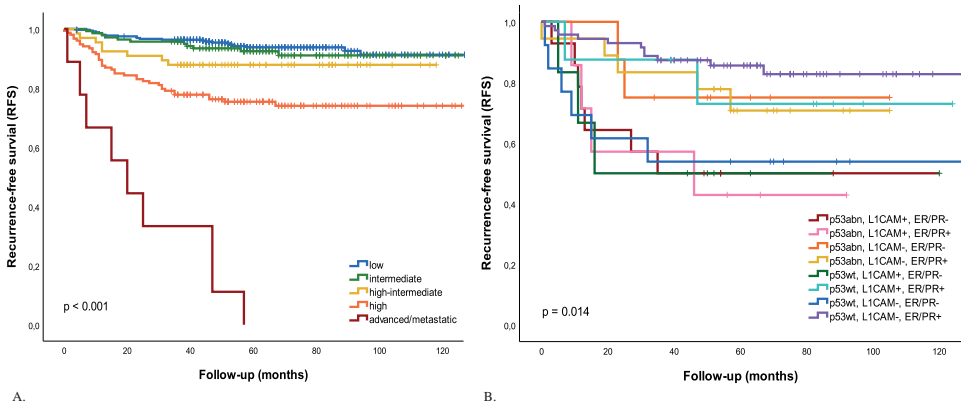 Recurrence-free survival (RFS)
1,0
0,8
0,6
0,4
0,2
0,0
low
intermediate
high-intermediate
high
advanced/metastatic
p < 0.001
0 20 40 60 80 100 120
Follow-up (months)
A.
Recurrence-free survival (RFS)
1,0
0,8
0,6
0,4
0,2
0,0
p53abn, L1CAM+, ER/PR-
p53abn, L1CAM+, ER/PR+
p53abn, L1CAM-, ER/PR-
p53abn, L1CAM-, ER/PR+
p53wt, L1CAM+, ER/PR-
p53wt, L1CAM+, ER/PR+
p53wt, L1CAM-, ER/PR-
p53wt, L1CAM-, ER/PR+
p = 0.014
0 20 40 60 80 100 120
Follow-up (months)
B.